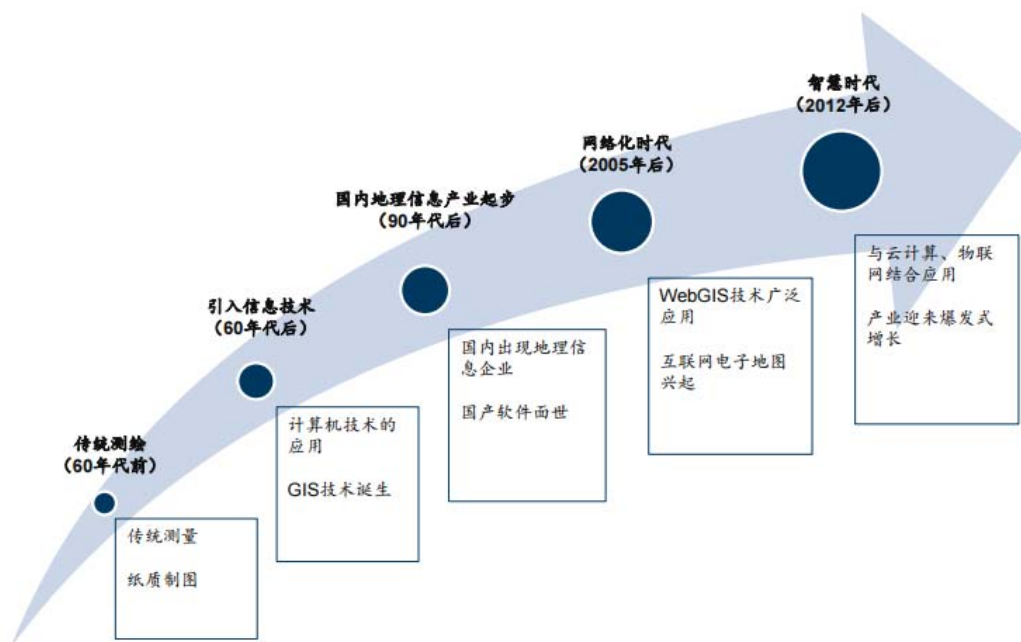 传统测绘
（60年代前）
传统测量
纸质制图
引入信息技术
（60年代后）
计算机技术的
应用
GIS技术诞生
国内地理信息产业起步
（90年代后）
国内出现地理信
息企业
国产软件面世
网络化时代
（2005年后）
WebGIS技术广泛
应用
互联网电子地图
兴起
智慧时代
（2012年后）
与云计算、物联
网结合应用
产业迎来爆发式
增长